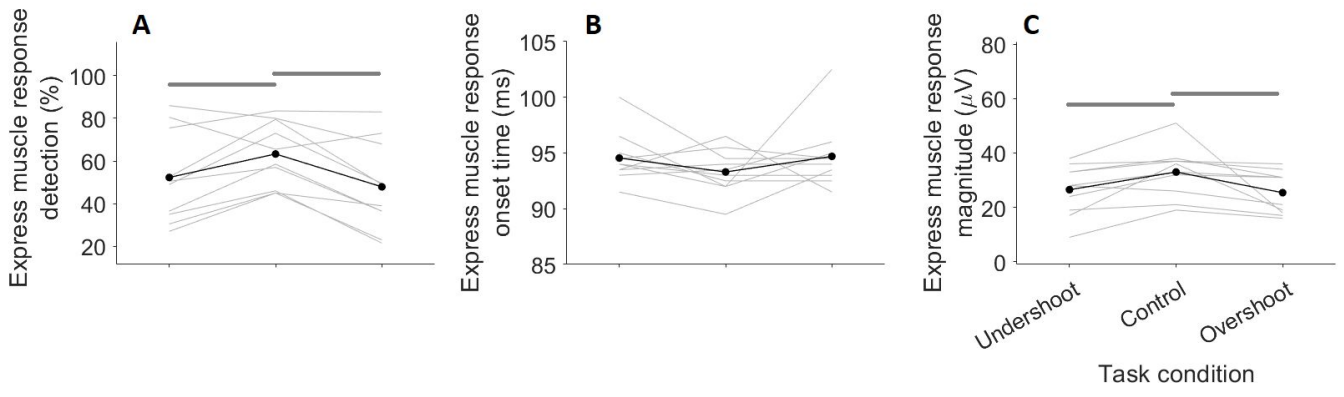 A
Express muscle response
detection (%)
100
80
60
40
20
B
Express muscle response
onset time (ms)
105
100
95
90
85
C
Express muscle response
magnitude (μV)
80
60
40
20
0
Undershoot
Control
Overshoot
Task condition